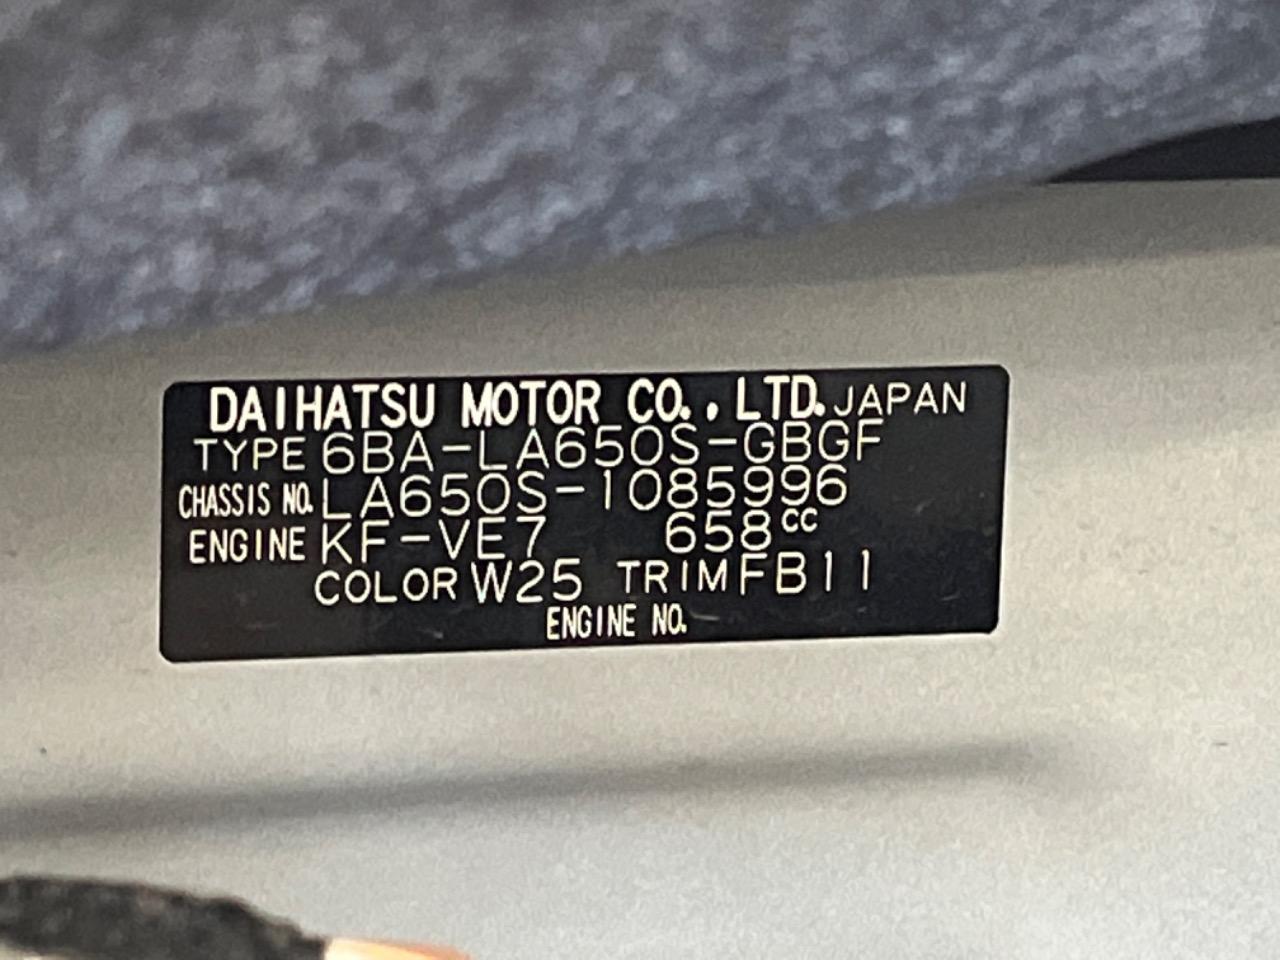 DAIHATSU MOTOR CO., LTD. JAPAN
TYPE 6BA-LA650S-GBGF
CHASSIS NO. LA650S-1085996
ENGINE KF-VE7 658cc
COLOR W25 TRIM FB11
ENGINE NO.